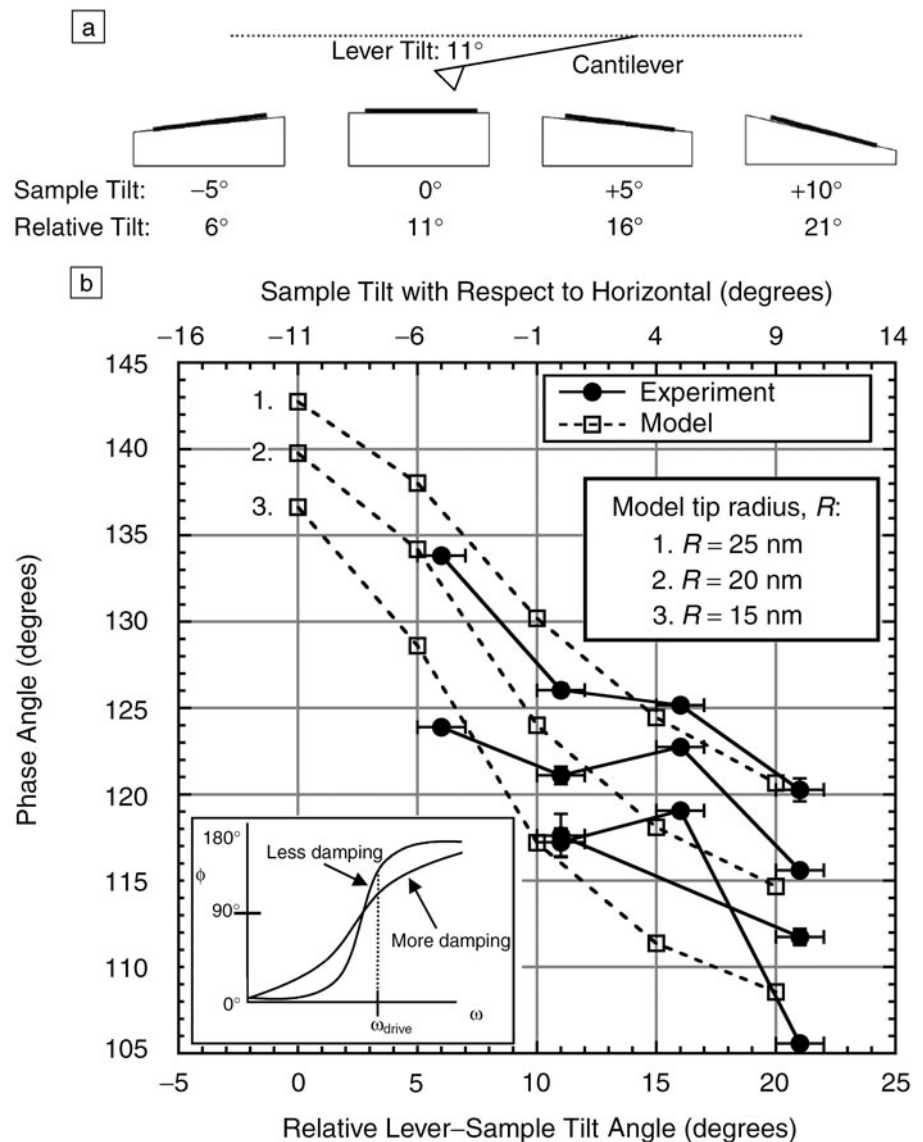 a
Lever Tilt: 11°
Cantilever
Sample Tilt: −5° 0° +5° +10°
Relative Tilt: 6° 11° 16° 21°
b
Sample Tilt with Respect to Horizontal (degrees)
−16 −11 −6 −1 4 9 14
145
140
135
130
125
120
115
110
105
Phase Angle (degrees)
1.
2.
3.
Experiment
Model
Model tip radius, R:
1. R = 25 nm
2. R = 20 nm
3. R = 15 nm
180°
Less damping
ϕ
90°
More damping
0°
ωdrive
ω
−5 0 5 10 15 20 25
Relative Lever–Sample Tilt Angle (degrees)